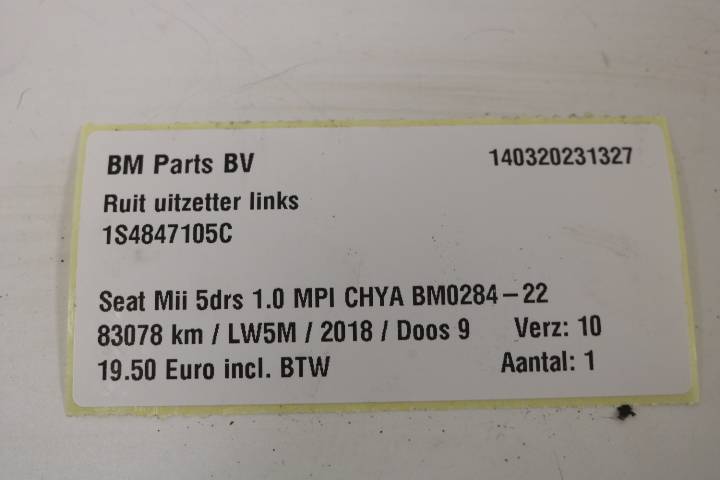 BM Parts BV 140320231327
Ruit uitzetter links
1S4847105C
Seat Mii 5drs 1.0 MPI CHYA BM0284-22
83078 km / LW5M / 2018 / Doos 9 Verz: 10
19.50 Euro incl. BTW Aantal: 1